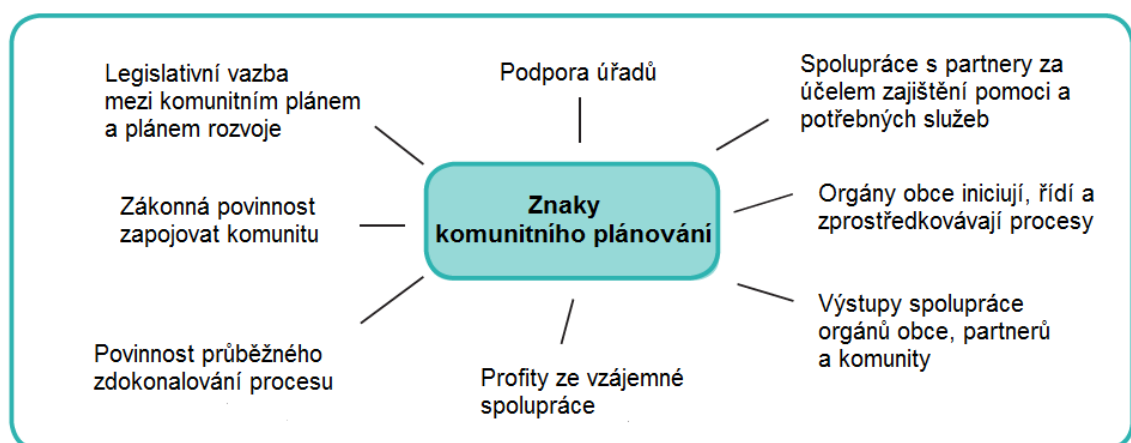 Legislativní vazba
mezi komunitním plánem
a plánem rozvoje
Podpora úřadů
Spolupráce s partnery za
účelem zajištění pomoci a
potřebných služeb
Zákonná povinnost
zapojovat komunitu
Znaky
komunitního plánování
Orgány obce iniciují, řídí a
zprostředkovávají procesy
Povinnost průběžného
zdokonalování procesu
Profity ze vzájemné
spolupráce
Výstupy spolupráce
orgánů obce, partnerů
a komunity